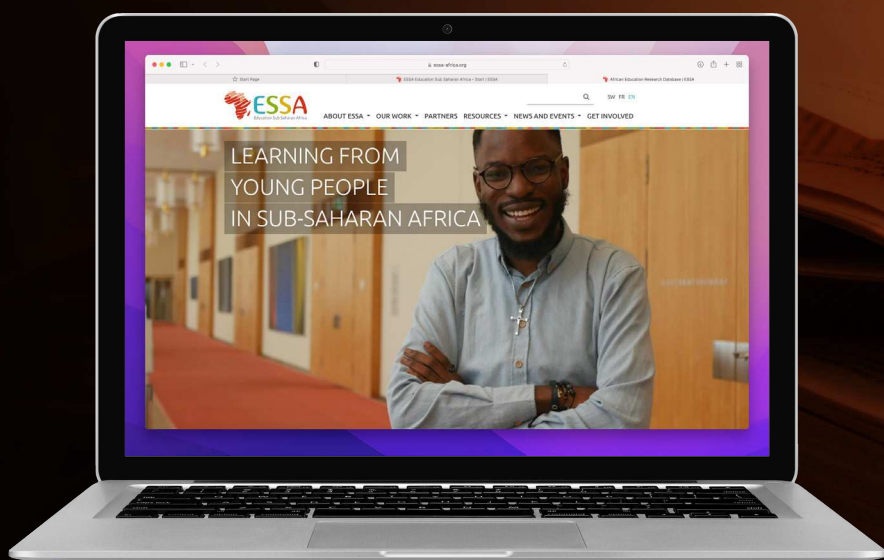 essa-africa.org
Start Page
ESSA Education Sub Saharan Africa - Start | ESSA
African Education Research Database | ESSA
SW FR EN
ESSA
Education Sub Saharan Africa
ABOUT ESSA OUR WORK PARTNERS RESOURCES NEWS AND EVENTS GET INVOLVED
LEARNING FROM
YOUNG PEOPLE
IN SUB-SAHARAN AFRICA